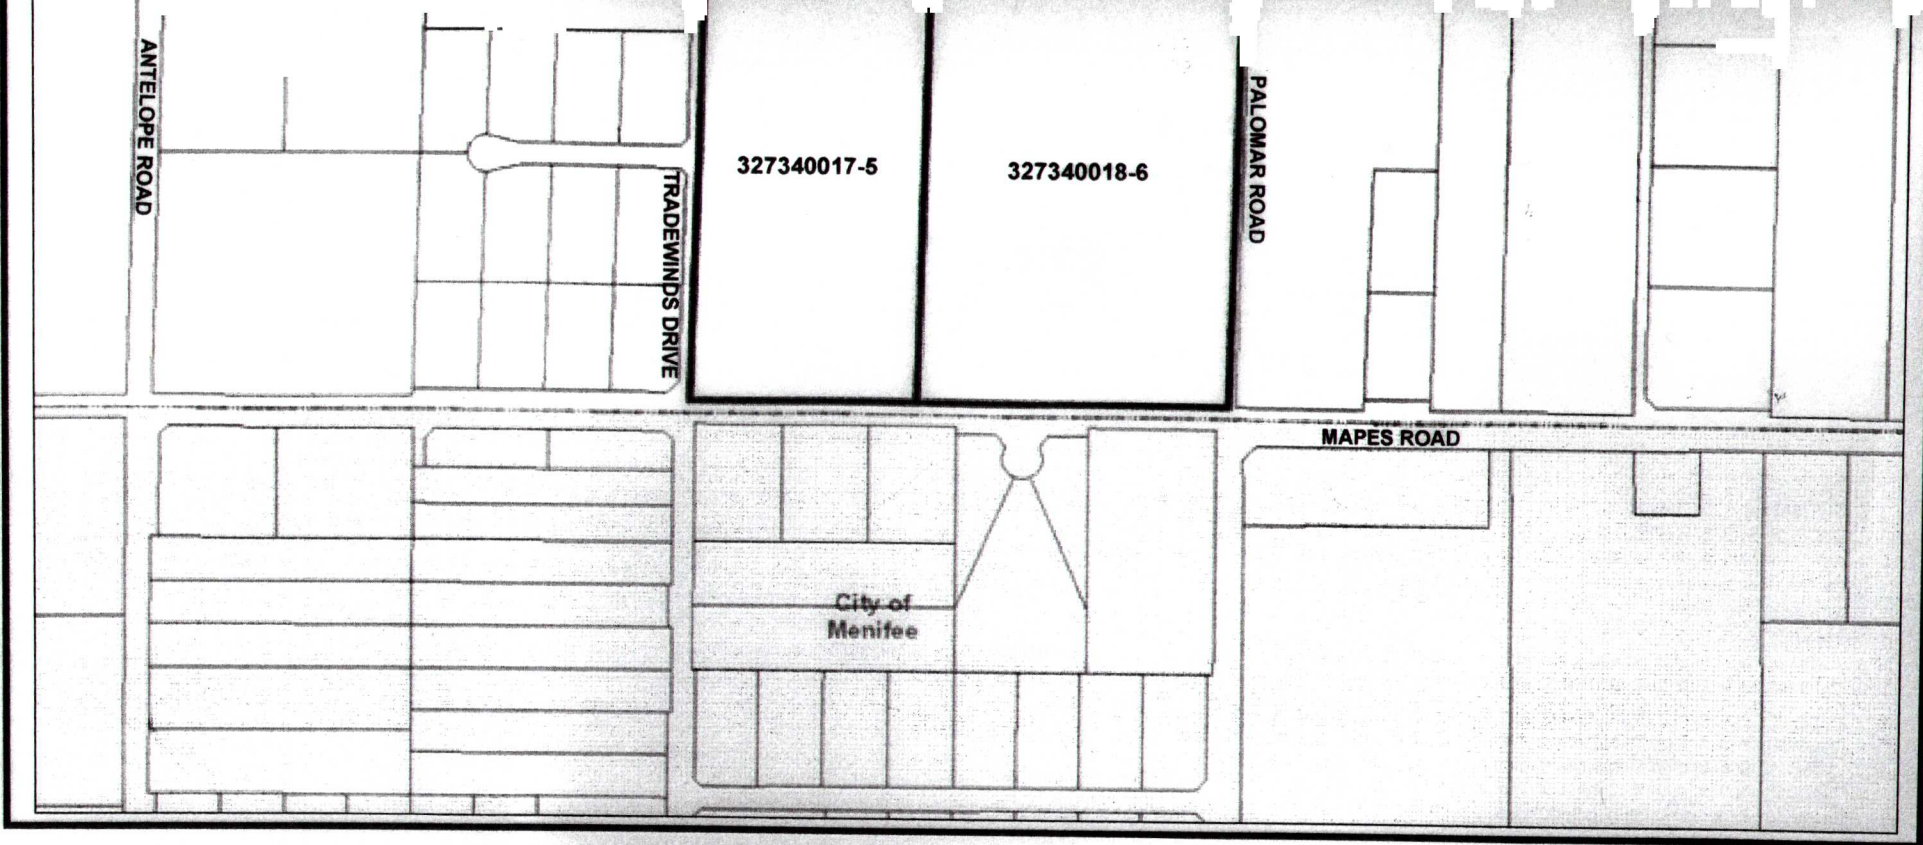 ANTELOPE ROAD
TRADEWINDS DRIVE
327340017-5
327340018-6
PALOMAR ROAD
MAPES ROAD
City of
Menifee